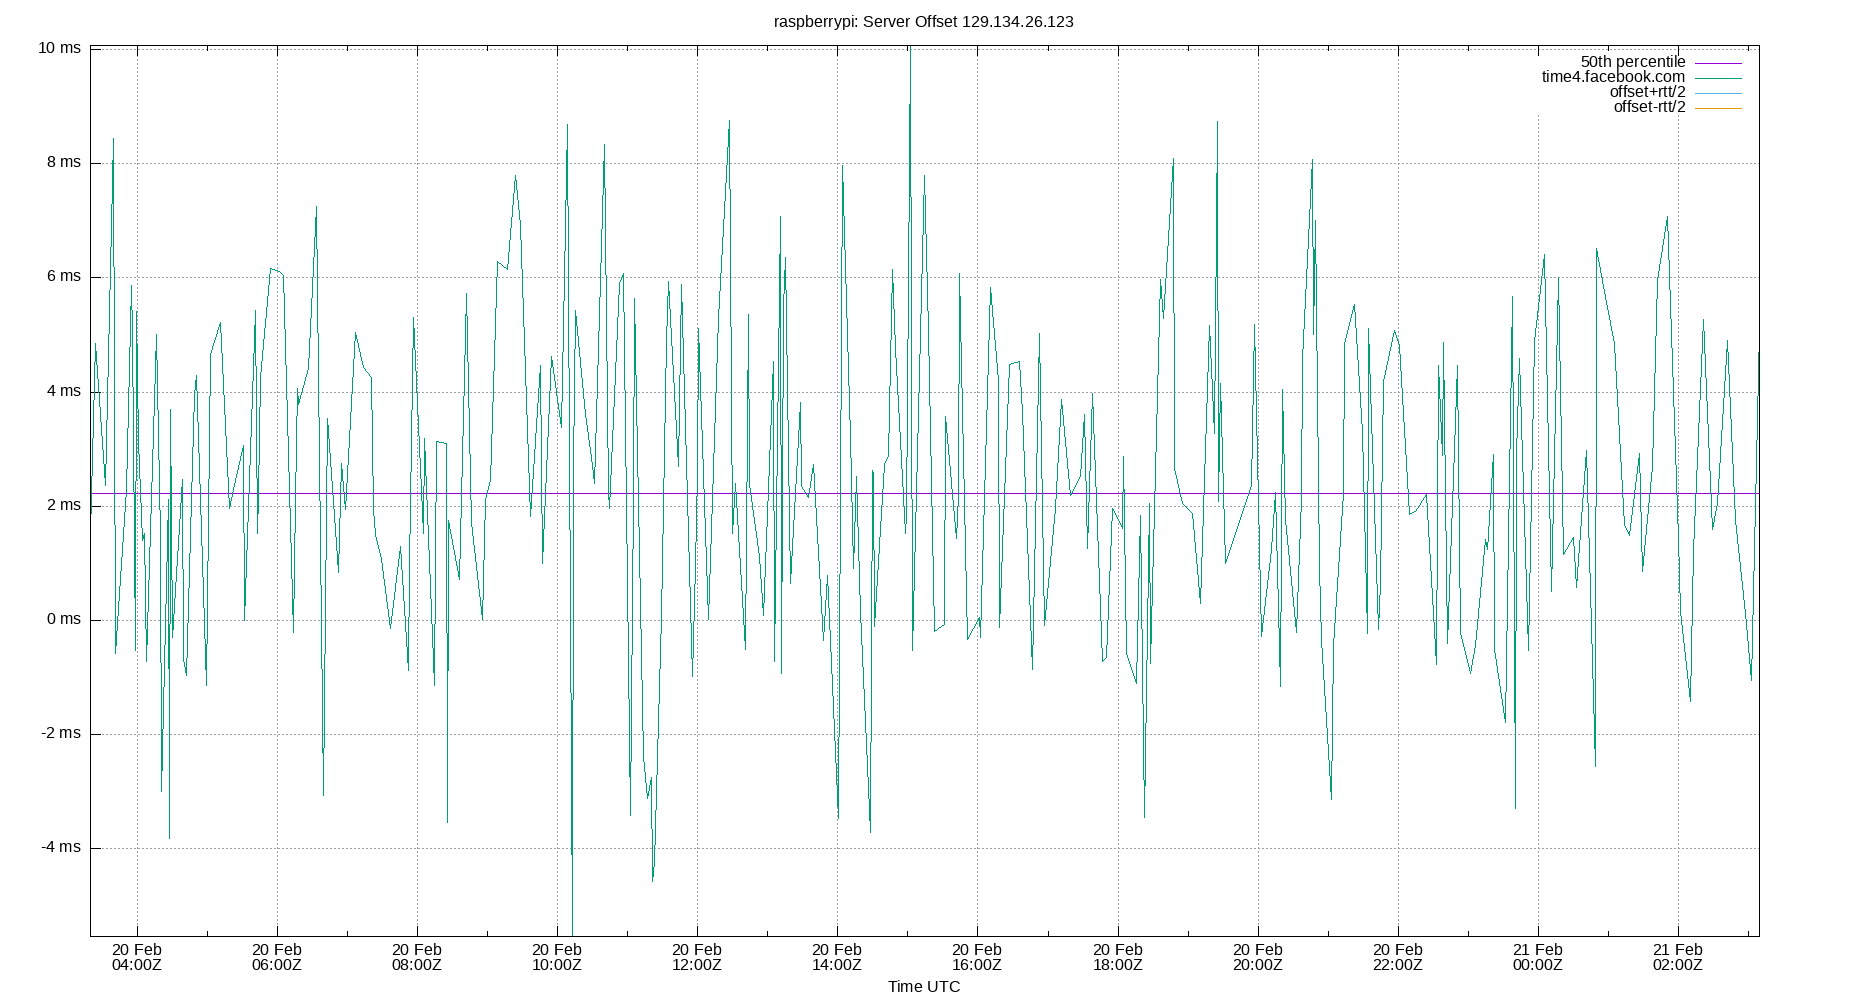 raspberrypi: Server Offset 129.134.26.123
10 ms
8 ms
6 ms
4 ms
2 ms
0 ms
-2 ms
-4 ms
50th percentile
time4.facebook.com
offset+rtt/2
offset-rtt/2
20 Feb 20 Feb 20 Feb 20 Feb 20 Feb 20 Feb 20 Feb 20 Feb 20 Feb 20 Feb 21 Feb 21 Feb
04:00Z 06:00Z 08:00Z 10:00Z 12:00Z 14:00Z 16:00Z 18:00Z 20:00Z 22:00Z 00:00Z 02:00Z
Time UTC